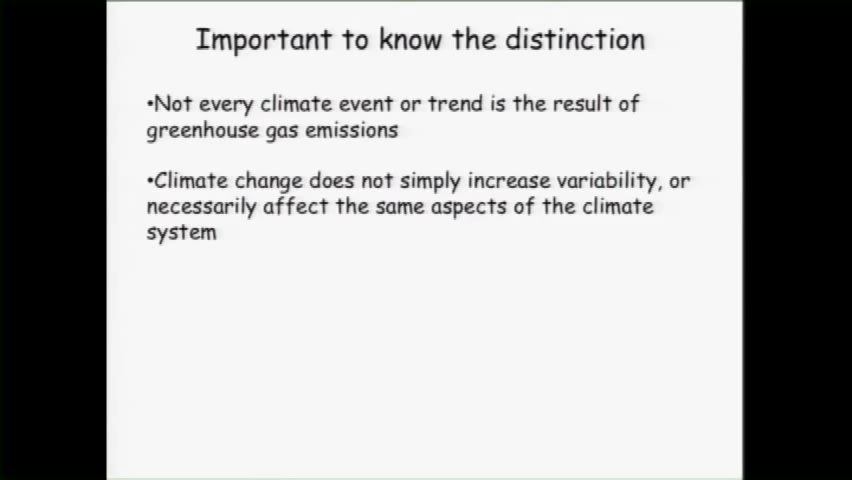 Important to know the distinction
•Not every climate event or trend is the result of
greenhouse gas emissions
•Climate change does not simply increase variability, or
necessarily affect the same aspects of the climate
system